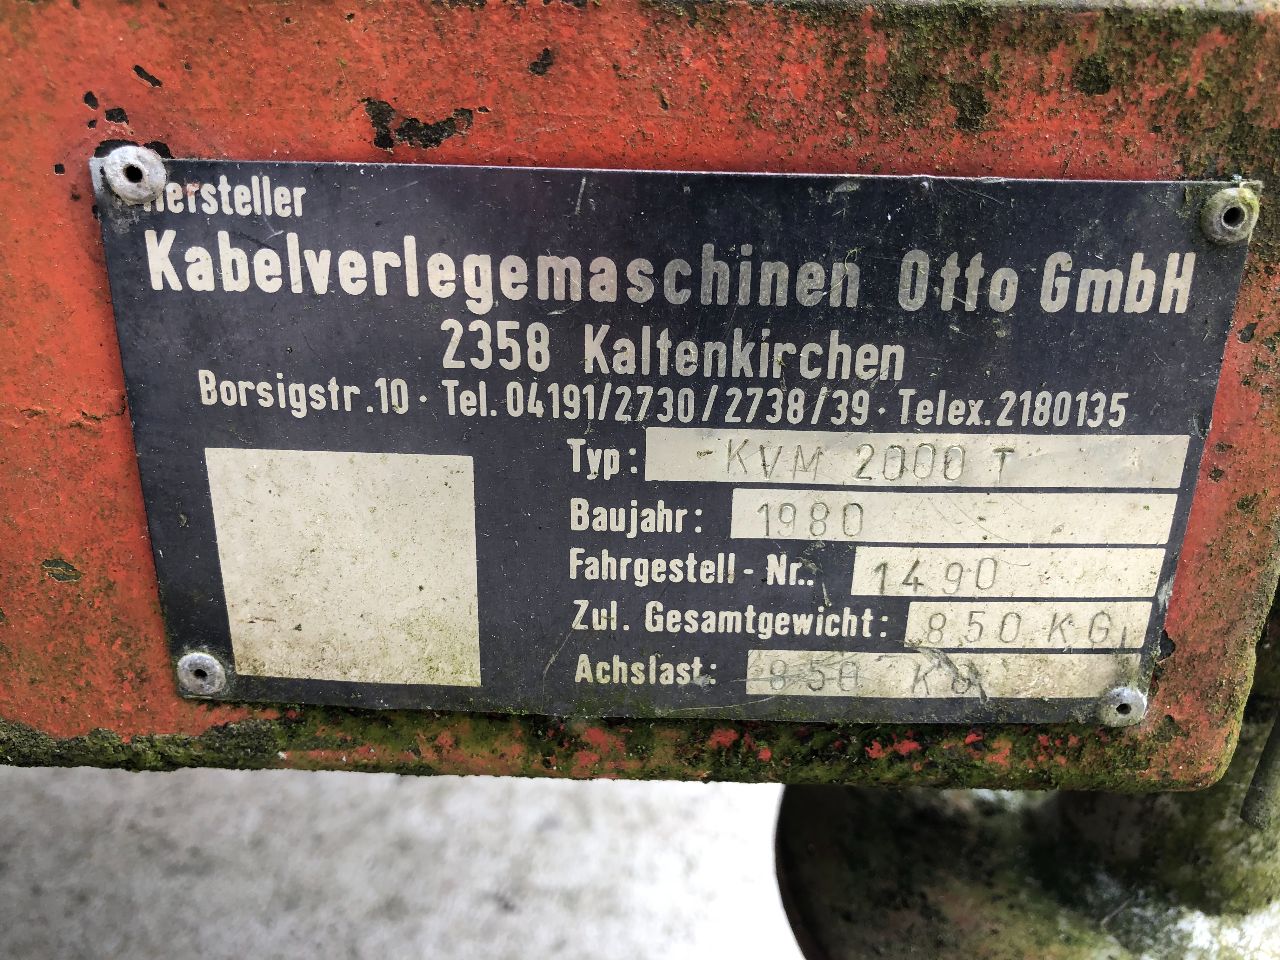 Hersteller
Kabelverlegemaschinen Otto GmbH
2358 Kaltenkirchen
Borsigstr.10 · Tel. 04191/2730/2738/39 · Telex.2180135
Typ: -KVM 2000 T
Baujahr: 1980
Fahrgestell - Nr.. 1490
Zul. Gesamtgewicht: 850 KG
Achslast: 850 KG